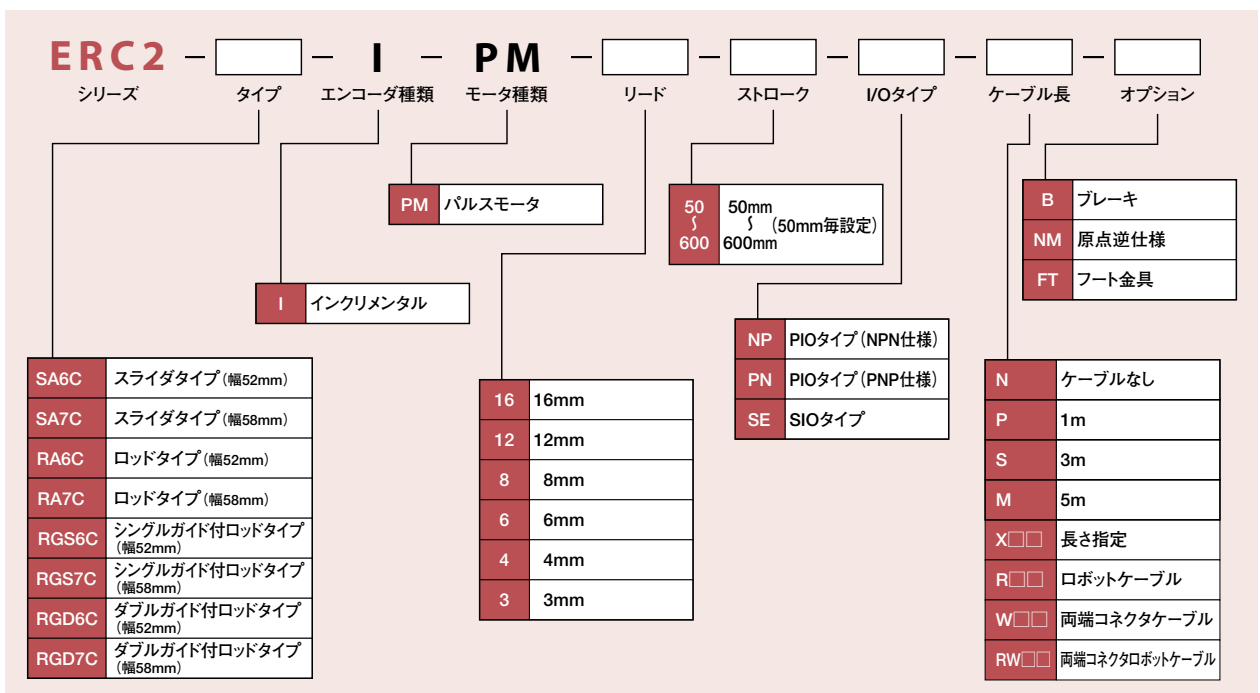 ERC2 − □ − I − PM − □ − □ − □ − □ − □
シリーズ タイプ エンコーダ種類 モータ種類 リード ストローク I/Oタイプ ケーブル長 オプション
PM パルスモータ
50 50mm
〜 〜 (50mm毎設定)
600 600mm
B ブレーキ
NM 原点逆仕様
FT フート金具
I インクリメンタル
NP PIOタイプ(NPN仕様)
PN PIOタイプ(PNP仕様)
SE SIOタイプ
SA6C スライダタイプ(幅52mm)
SA7C スライダタイプ(幅58mm)
RA6C ロッドタイプ(幅52mm)
RA7C ロッドタイプ(幅58mm)
RGS6C シングルガイド付ロッドタイプ
(幅52mm)
RGS7C シングルガイド付ロッドタイプ
(幅58mm)
RGD6C ダブルガイド付ロッドタイプ
(幅52mm)
RGD7C ダブルガイド付ロッドタイプ
(幅58mm)
16 16mm
12 12mm
8 8mm
6 6mm
4 4mm
3 3mm
N ケーブルなし
P 1m
S 3m
M 5m
X□□ 長さ指定
R□□ ロボットケーブル
W□□ 両端コネクタケーブル
RW□□ 両端コネクタロボットケーブル